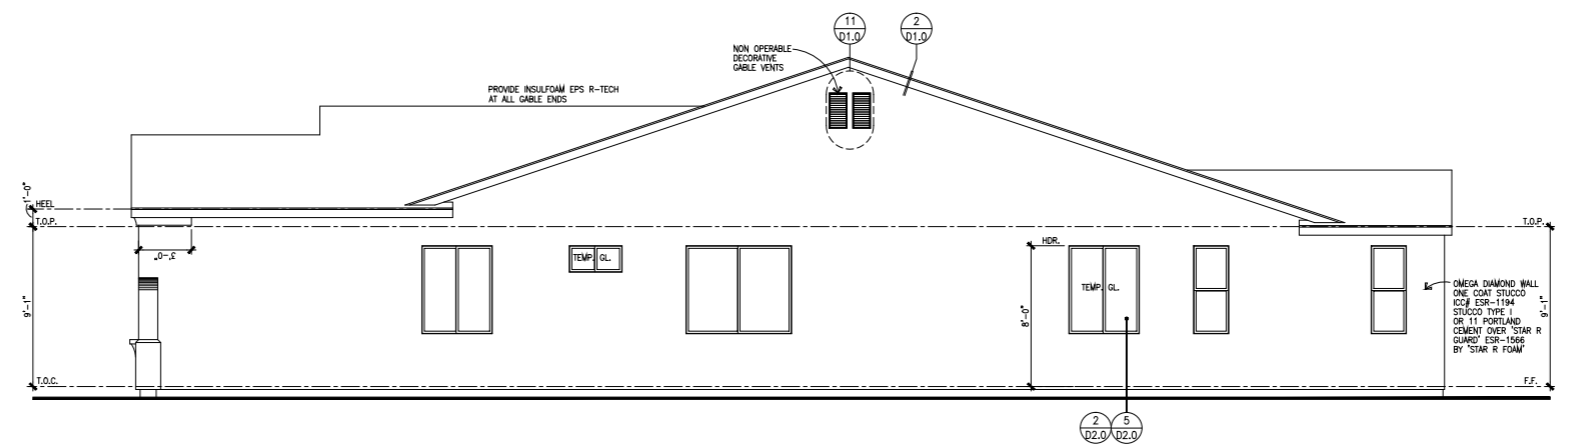 11
D1.0
2
D1.0
NON OPERABLE
DECORATIVE
GABLE VENTS
PROVIDE INSULFOAM EPS R-TECH
AT ALL GABLE ENDS
1'-0"
HEEL
T.O.P.
T.O.P.
3'-0"
HDR.
TEMP. GL.
TEMP. GL.
9'-1"
8'-0"
9'-1"
OMEGA DIAMOND WALL
ONE COAT STUCCO
ICC# ESR-1194
STUCCO TYPE I
OR 11 PORTLAND
CEMENT OVER 'STAR R
GUARD' ESR-1566
BY 'STAR R FOAM'
T.O.C.
F.F.
2
D2.0
5
D2.0